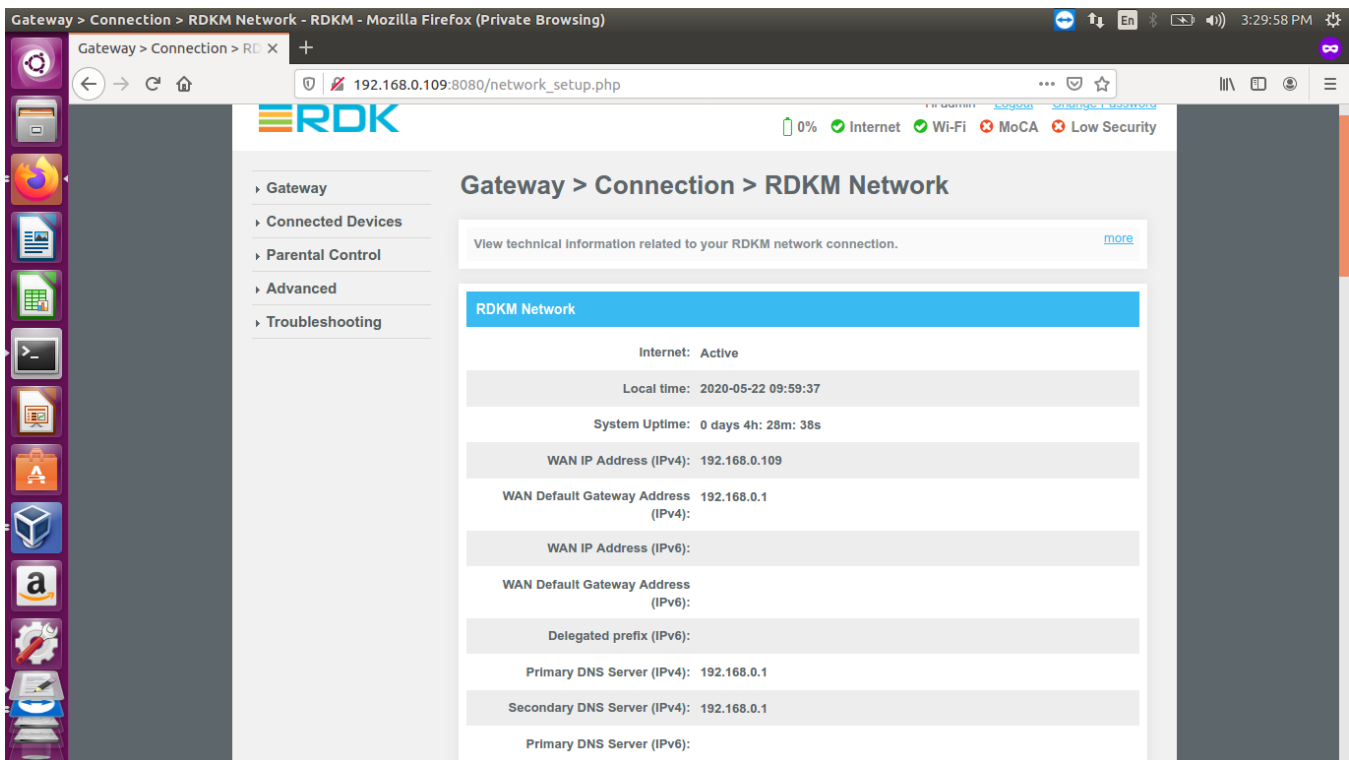 Gateway > Connection > RDKM Network - RDKM - Mozilla Firefox (Private Browsing)
En
3:29:58 PM
Gateway > Connection > RD
192.168.0.109:8080/network_setup.php
RDK
Hi admin Logout Change Password
0% Internet Wi-Fi MoCA Low Security
Gateway
Connected Devices
Parental Control
Advanced
Troubleshooting
Gateway > Connection > RDKM Network
View technical information related to your RDKM network connection.
more
RDKM Network
Internet: Active
Local time: 2020-05-22 09:59:37
System Uptime: 0 days 4h: 28m: 38s
WAN IP Address (IPv4): 192.168.0.109
WAN Default Gateway Address 192.168.0.1
(IPv4):
WAN IP Address (IPv6):
WAN Default Gateway Address
(IPv6):
Delegated prefix (IPv6):
Primary DNS Server (IPv4): 192.168.0.1
Secondary DNS Server (IPv4): 192.168.0.1
Primary DNS Server (IPv6):